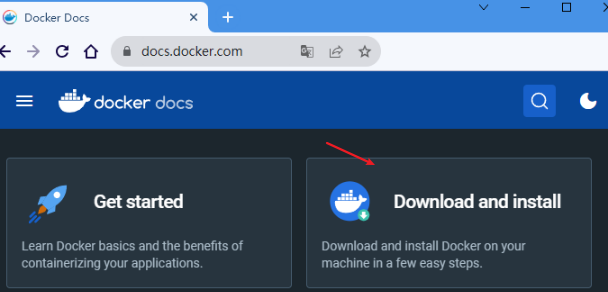 Docker Docs
docs.docker.com
docker docs
Get started
Learn Docker basics and the benefits of
containerizing your applications.
Download and install
Download and install Docker on your
machine in a few easy steps.